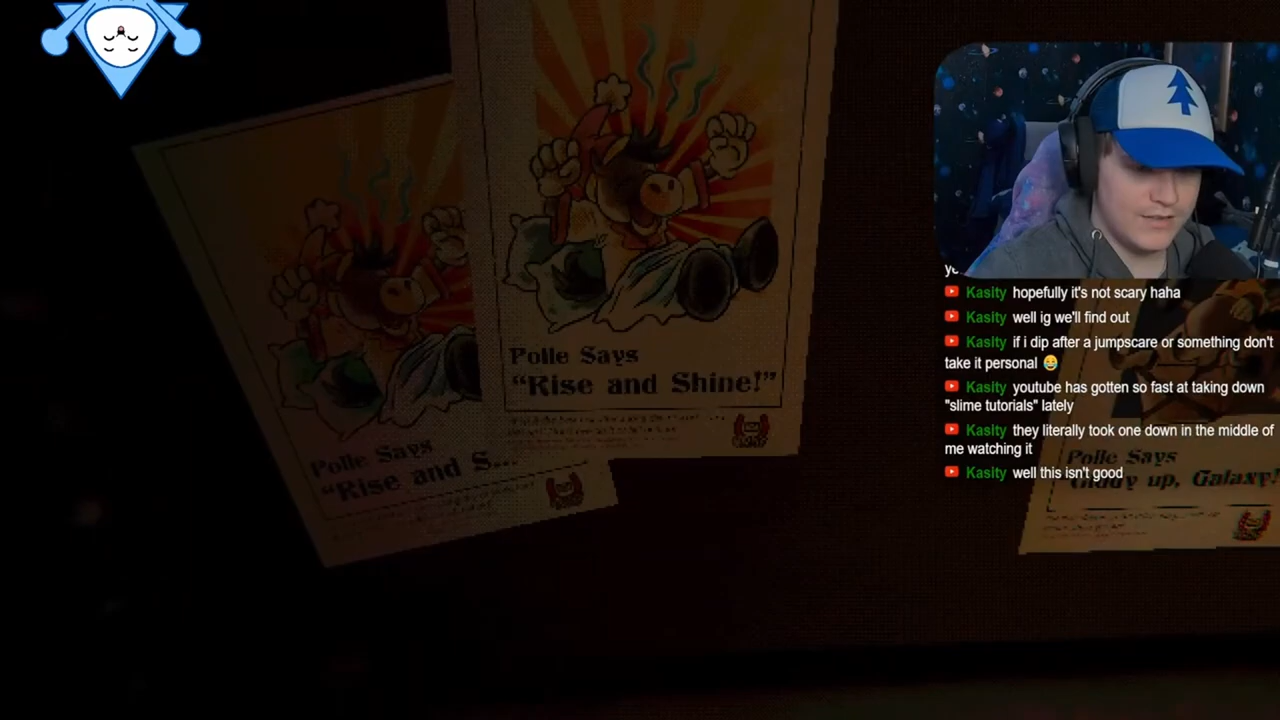 Polle Says
"Rise and Shine!"
Polle Says
"Rise and S...
Kasity hopefully it's not scary haha
Kasity well ig we'll find out
Kasity if i dip after a jumpscare or something don't
take it personal 😅
Kasity youtube has gotten so fast at taking down
"slime tutorials" lately
Kasity they literally took one down in the middle of
me watching it
Kasity well this isn't good
Polle Says
Giddy up, Galaxy!